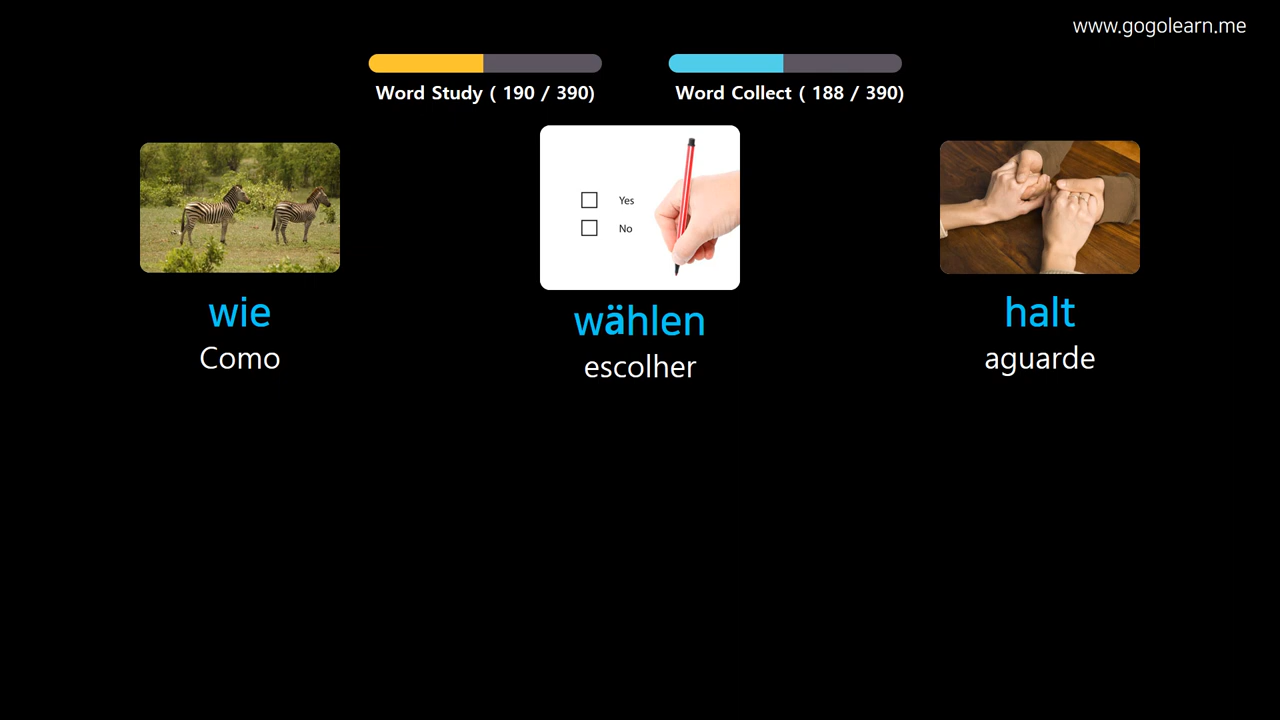 www.gogolearn.me
Word Study ( 190 / 390)
Word Collect ( 188 / 390)
Yes
No
wie
Como
wählen
escolher
halt
aguarde